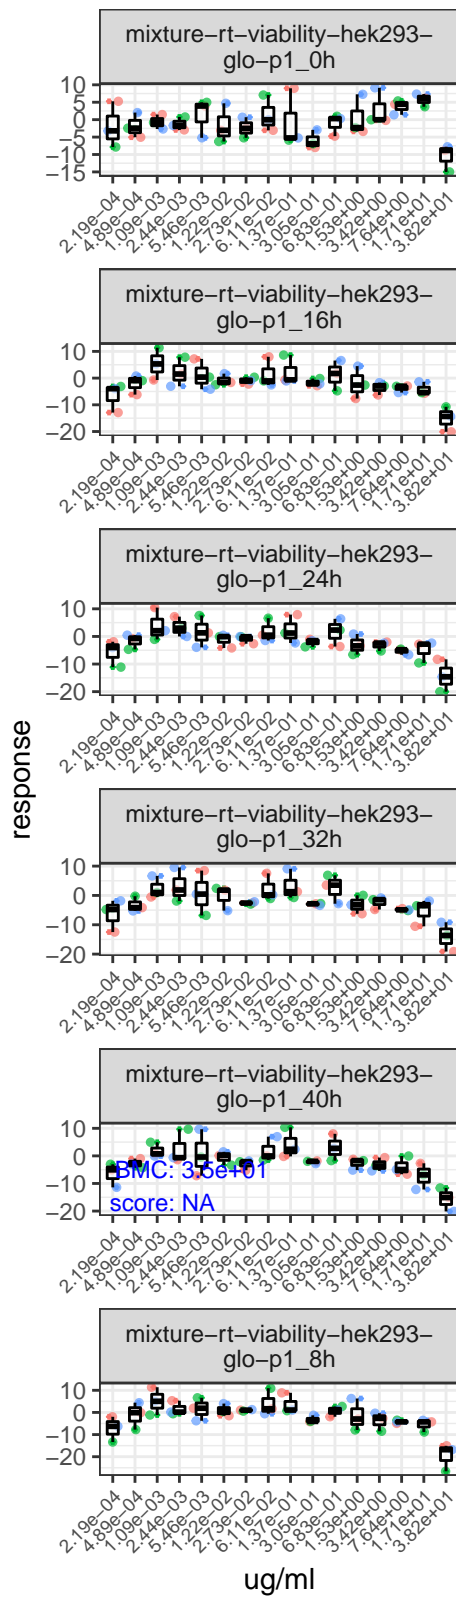 mixture-rt-viability-hek293-
glo-p1_0h
10
5
0
-5
-10
-15
2.19e-04
4.89e-04
1.09e-03
2.44e-03
5.46e-03
1.22e-02
2.73e-02
6.11e-02
1.37e-01
3.05e-01
6.83e-01
1.53e+00
3.42e+00
7.64e+00
1.71e+01
3.82e+01
mixture-rt-viability-hek293-
glo-p1_16h
10
0
-10
-20
2.19e-04
4.89e-04
1.09e-03
2.44e-03
5.46e-03
1.22e-02
2.73e-02
6.11e-02
1.37e-01
3.05e-01
6.83e-01
1.53e+00
3.42e+00
7.64e+00
1.71e+01
3.82e+01
mixture-rt-viability-hek293-
glo-p1_24h
10
0
-10
-20
2.19e-04
4.89e-04
1.09e-03
2.44e-03
5.46e-03
1.22e-02
2.73e-02
6.11e-02
1.37e-01
3.05e-01
6.83e-01
1.53e+00
3.42e+00
7.64e+00
1.71e+01
3.82e+01
response
mixture-rt-viability-hek293-
glo-p1_32h
10
0
-10
-20
2.19e-04
4.89e-04
1.09e-03
2.44e-03
5.46e-03
1.22e-02
2.73e-02
6.11e-02
1.37e-01
3.05e-01
6.83e-01
1.53e+00
3.42e+00
7.64e+00
1.71e+01
3.82e+01
mixture-rt-viability-hek293-
glo-p1_40h
10
0
-10
-20
BMC: 3.5e+01
score: NA
2.19e-04
4.89e-04
1.09e-03
2.44e-03
5.46e-03
1.22e-02
2.73e-02
6.11e-02
1.37e-01
3.05e-01
6.83e-01
1.53e+00
3.42e+00
7.64e+00
1.71e+01
3.82e+01
mixture-rt-viability-hek293-
glo-p1_8h
10
0
-10
-20
2.19e-04
4.89e-04
1.09e-03
2.44e-03
5.46e-03
1.22e-02
2.73e-02
6.11e-02
1.37e-01
3.05e-01
6.83e-01
1.53e+00
3.42e+00
7.64e+00
1.71e+01
3.82e+01
ug/ml